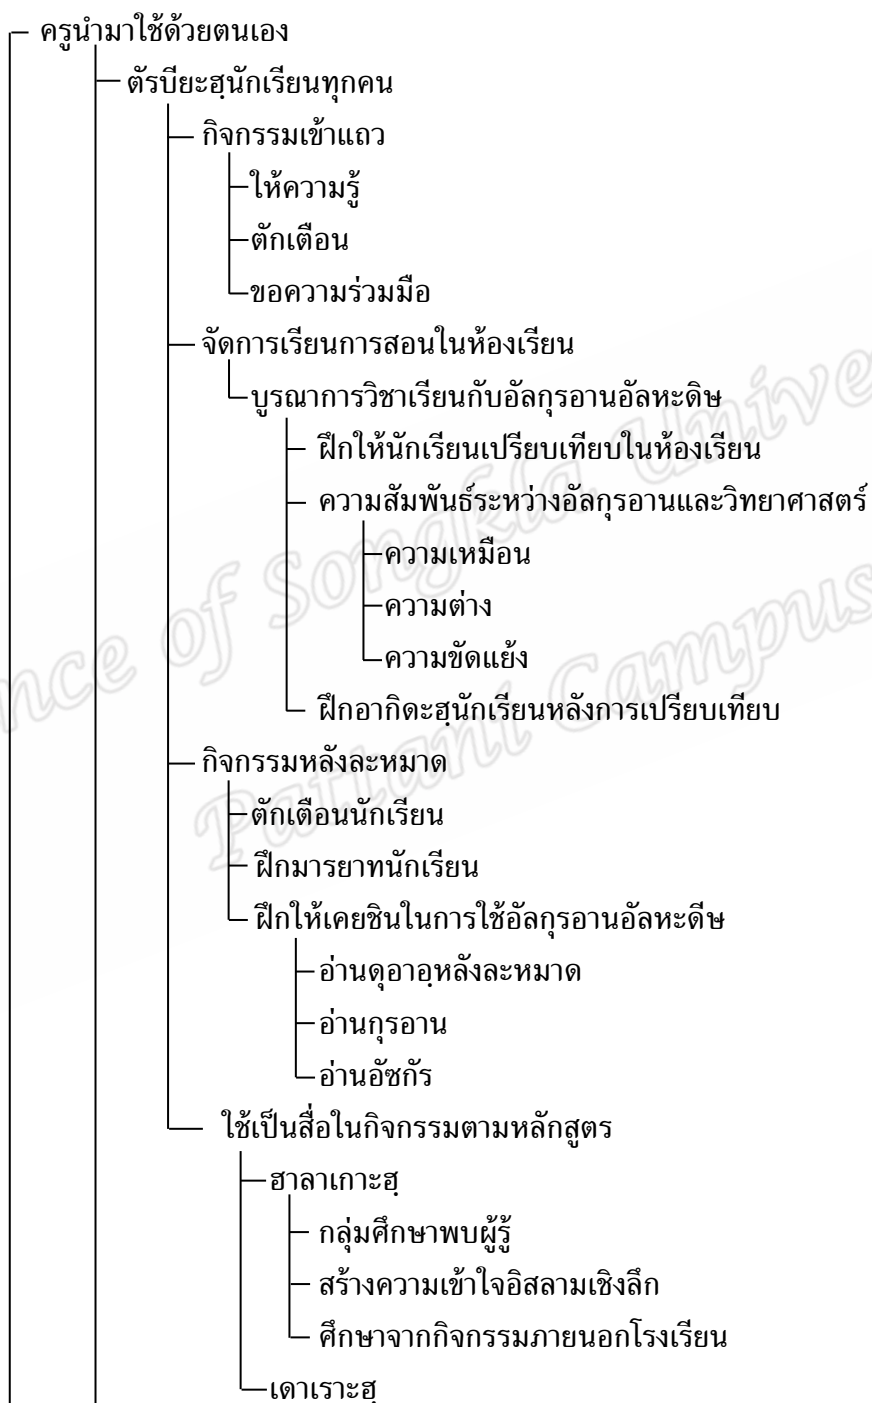 ครูนำมาใช้ด้วยตนเอง
ตัรบียะฮฺนักเรียนทุกคน
กิจกรรมเข้าแถว
ให้ความรู้
ตักเตือน
ขอความร่วมมือ
จัดการเรียนการสอนในห้องเรียน
บูรณาการวิชาเรียนกับอัลกุรอานอัลหะดิษ
ฝึกให้นักเรียนเปรียบเทียบในห้องเรียน
ความสัมพันธ์ระหว่างอัลกุรอานและวิทยาศาสตร์
ความเหมือน
ความต่าง
ความขัดแย้ง
ฝึกอากิดะฮฺนักเรียนหลังการเปรียบเทียบ
กิจกรรมหลังละหมาด
ตักเตือนนักเรียน
ฝึกมารยาทนักเรียน
ฝึกให้เคยชินในการใช้อัลกุรอานอัลหะดีษ
อ่านดุอาอฺหลังละหมาด
อ่านกุรอาน
อ่านอัซกัร
ใช้เป็นสื่อในกิจกรรมตามหลักสูตร
ฮาลาเกาะฮฺ
กลุ่มศึกษาพบผู้รู้
สร้างความเข้าใจอิสลามเชิงลึก
ศึกษาจากกิจกรรมภายนอกโรงเรียน
เดาเราะฮฺ
nce of Songkla Unive
Pattani Campus